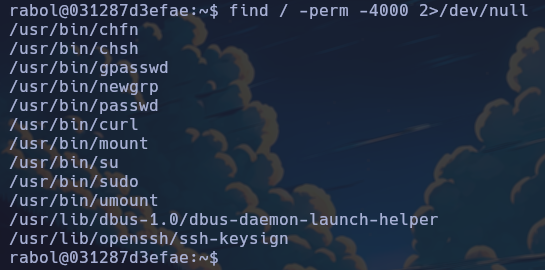 rabol@031287d3efae:~$ find / -perm -4000 2>/dev/null
/usr/bin/chfn
/usr/bin/chsh
/usr/bin/gpasswd
/usr/bin/newgrp
/usr/bin/passwd
/usr/bin/curl
/usr/bin/mount
/usr/bin/su
/usr/bin/sudo
/usr/bin/umount
/usr/lib/dbus-1.0/dbus-daemon-launch-helper
/usr/lib/openssh/ssh-keysign
rabol@031287d3efae:~$